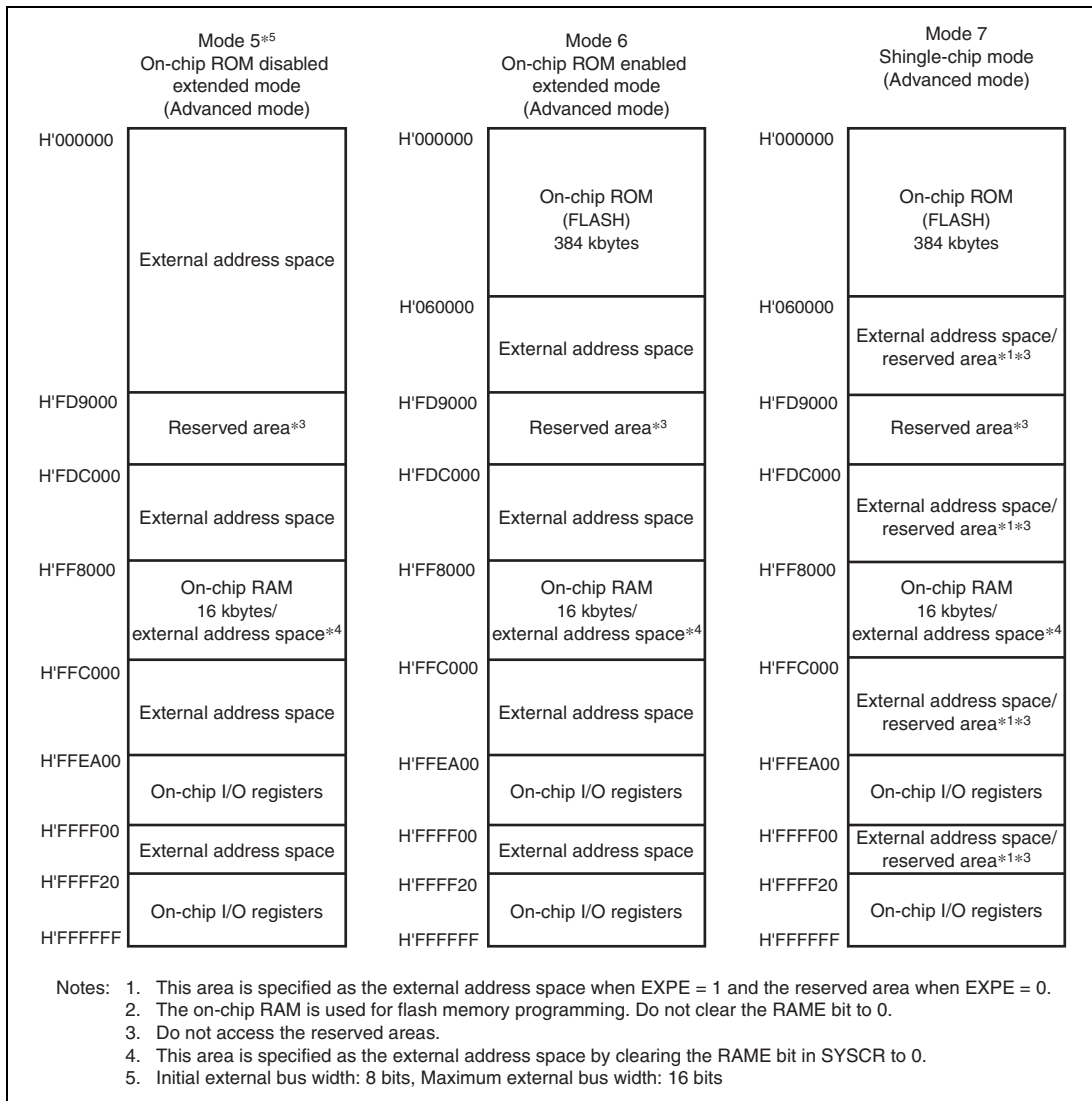 Mode 5*5
On-chip ROM disabled
extended mode
(Advanced mode)
H'000000
External address space
H'FD9000
Reserved area*3
H'FDC000
External address space
H'FF8000
On-chip RAM
16 kbytes/
external address space*4
H'FFC000
External address space
H'FFEA00
On-chip I/O registers
H'FFFF00
External address space
H'FFFF20
On-chip I/O registers
H'FFFFFF
Mode 6
On-chip ROM enabled
extended mode
(Advanced mode)
H'000000
On-chip ROM
(FLASH)
384 kbytes
H'060000
External address space
H'FD9000
Reserved area*3
H'FDC000
External address space
H'FF8000
On-chip RAM
16 kbytes/
external address space*4
H'FFC000
External address space
H'FFEA00
On-chip I/O registers
H'FFFF00
External address space
H'FFFF20
On-chip I/O registers
H'FFFFFF
Mode 7
Shingle-chip mode
(Advanced mode)
H'000000
On-chip ROM
(FLASH)
384 kbytes
H'060000
External address space/
reserved area*1*3
H'FD9000
Reserved area*3
H'FDC000
External address space/
reserved area*1*3
H'FF8000
On-chip RAM
16 kbytes/
external address space*4
H'FFC000
External address space/
reserved area*1*3
H'FFEA00
On-chip I/O registers
H'FFFF00
External address space/
reserved area*1*3
H'FFFF20
On-chip I/O registers
H'FFFFFF
Notes: 1. This area is specified as the external address space when EXPE = 1 and the reserved area when EXPE = 0.
2. The on-chip RAM is used for flash memory programming. Do not clear the RAME bit to 0.
3. Do not access the reserved areas.
4. This area is specified as the external address space by clearing the RAME bit in SYSCR to 0.
5. Initial external bus width: 8 bits, Maximum external bus width: 16 bits